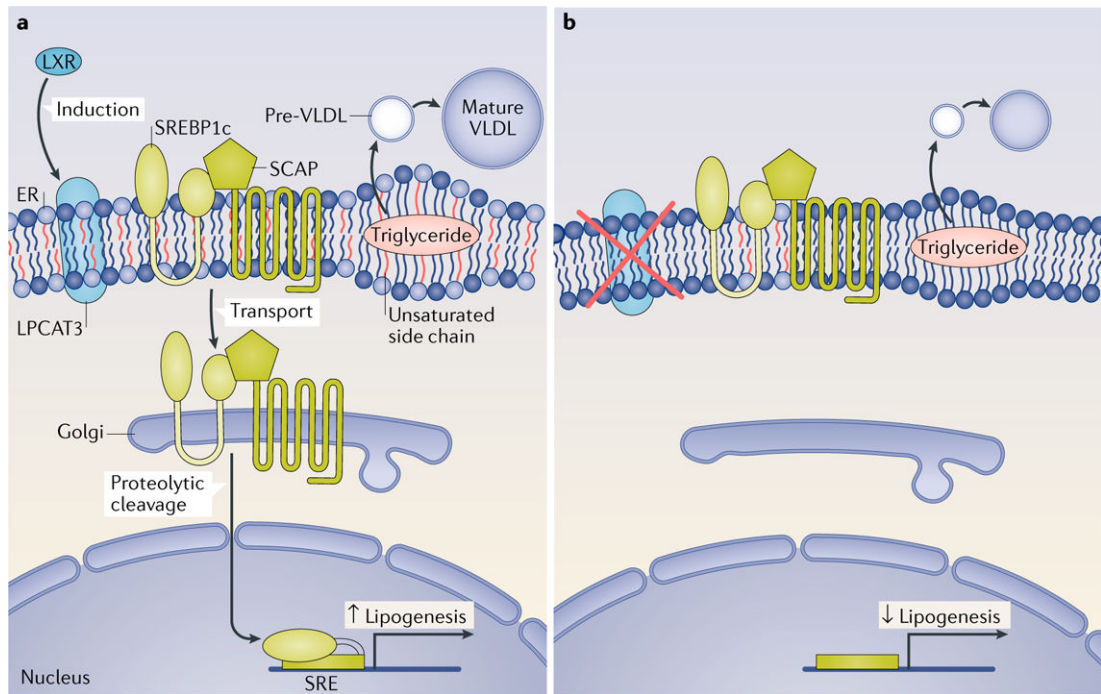 a
LXR
Induction
SREBP1c
Pre-VLDL
Mature
VLDL
SCAP
ER
Triglyceride
LPCAT3
Transport
Unsaturated
side chain
Golgi
Proteolytic
cleavage
↑ Lipogenesis
SRE
Nucleus
b
Triglyceride
↓ Lipogenesis